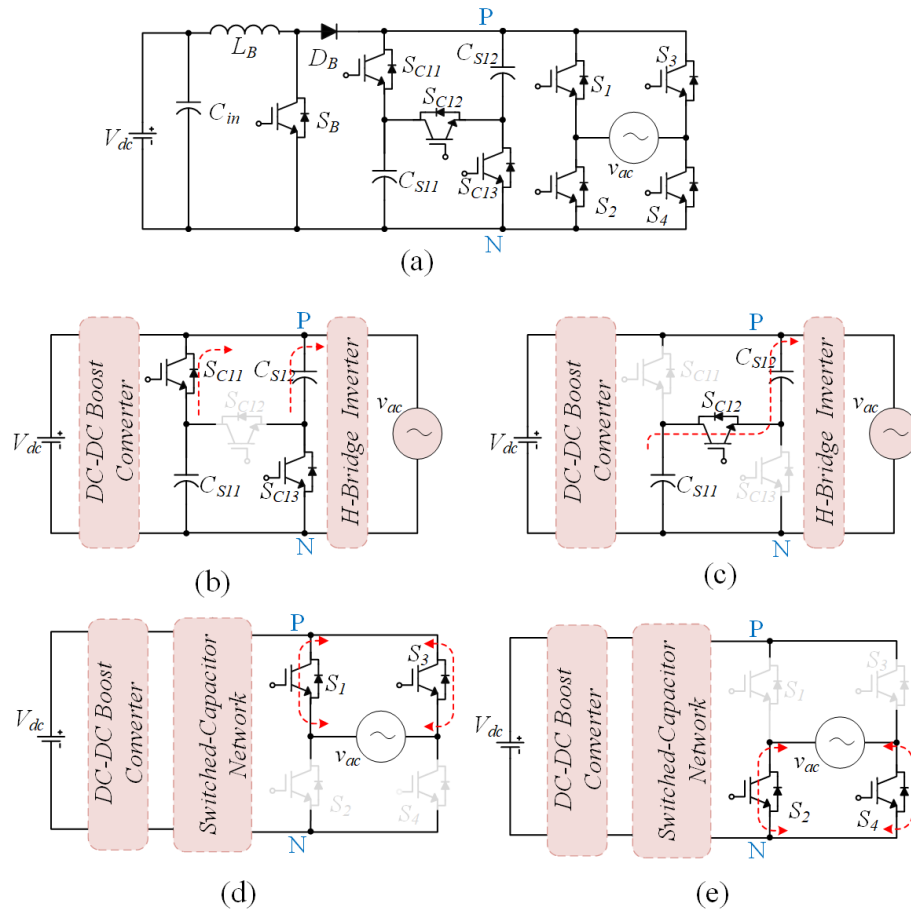 P
L_B
D_B
S_C11
C_S12
S_1
S_3
S_C12
C_in
S_B
V_dc
v_ac
C_S11
S_C13
S_2
S_4
N
(a)
P
DC-DC Boost
Converter
S_C11
C_S12
S_C12
H-Bridge Inverter
v_ac
V_dc
C_S11
S_C13
N
(b)
P
DC-DC Boost
Converter
S_C11
C_S12
S_C12
H-Bridge Inverter
v_ac
V_dc
C_S11
S_C13
N
(c)
P
DC-DC Boost
Converter
Switched-Capacitor
Network
S_1
S_3
V_dc
v_ac
S_2
S_4
N
(d)
P
DC-DC Boost
Converter
Switched-Capacitor
Network
S_1
S_3
V_dc
v_ac
S_2
S_4
N
(e)